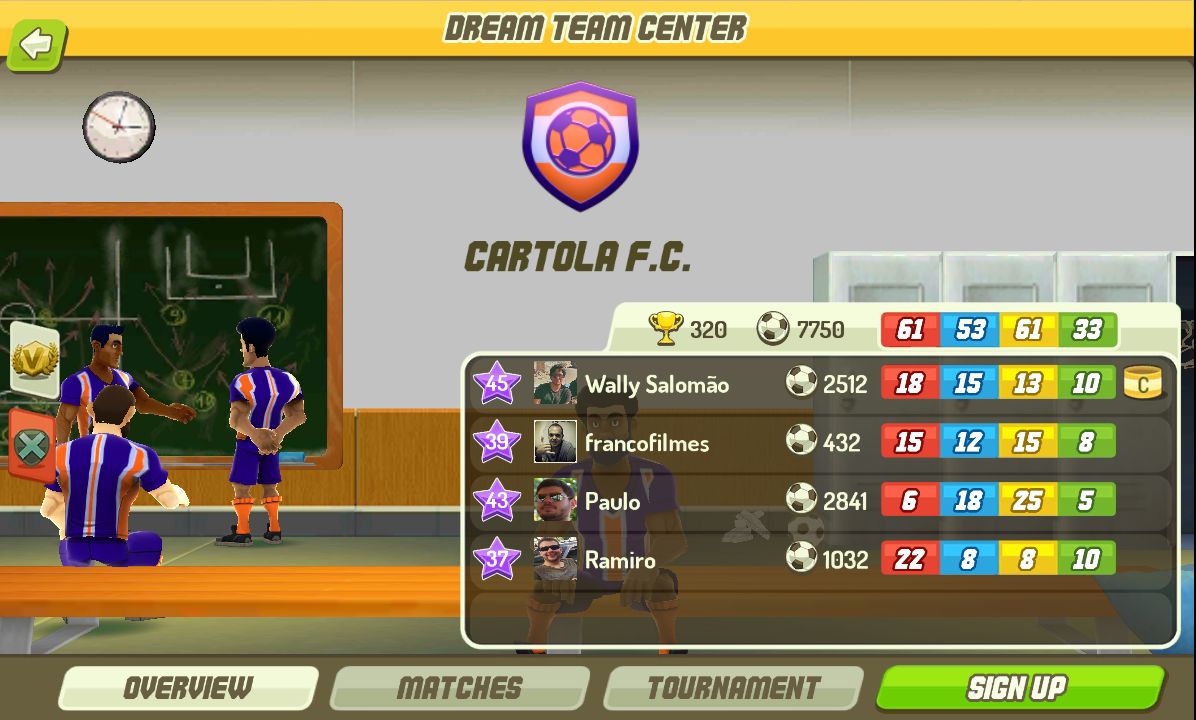 DREAM TEAM CENTER
CARTOLA F.C.
320 7750 61 53 61 33
45 Wally Salomão 2512 18 15 13 10 C
39 francofilmes 432 15 12 15 8
43 Paulo 2841 6 18 25 5
37 Ramiro 1032 22 8 8 10
V
OVERVIEW MATCHES TOURNAMENT SIGN UP